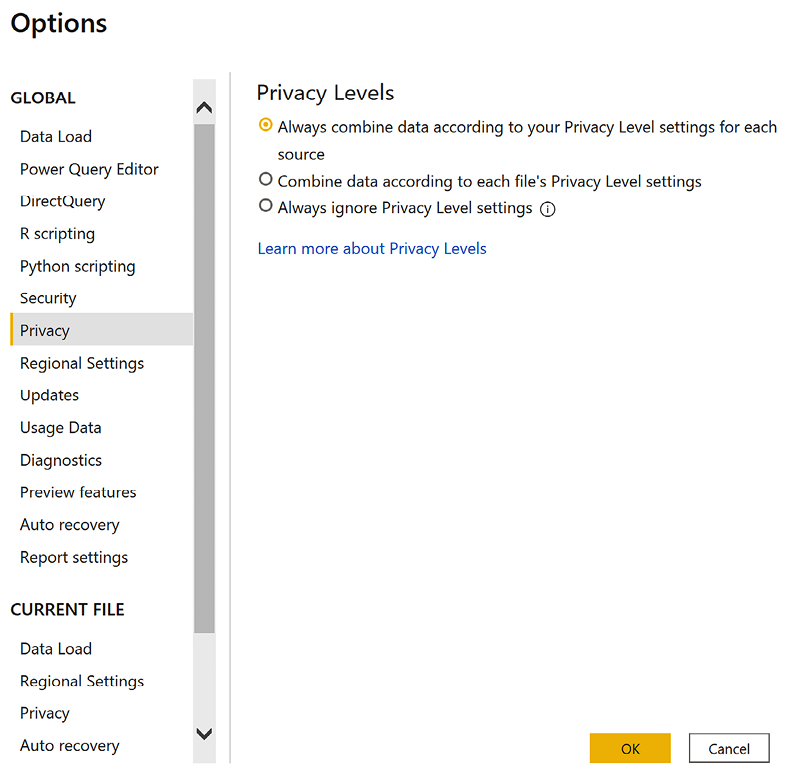 Options
GLOBAL
Data Load
Power Query Editor
DirectQuery
R scripting
Python scripting
Security
Privacy
Regional Settings
Updates
Usage Data
Diagnostics
Preview features
Auto recovery
Report settings
CURRENT FILE
Data Load
Regional Settings
Privacy
Auto recovery
Privacy Levels
Always combine data according to your Privacy Level settings for each
source
Combine data according to each file's Privacy Level settings
Always ignore Privacy Level settings
Learn more about Privacy Levels
OK
Cancel